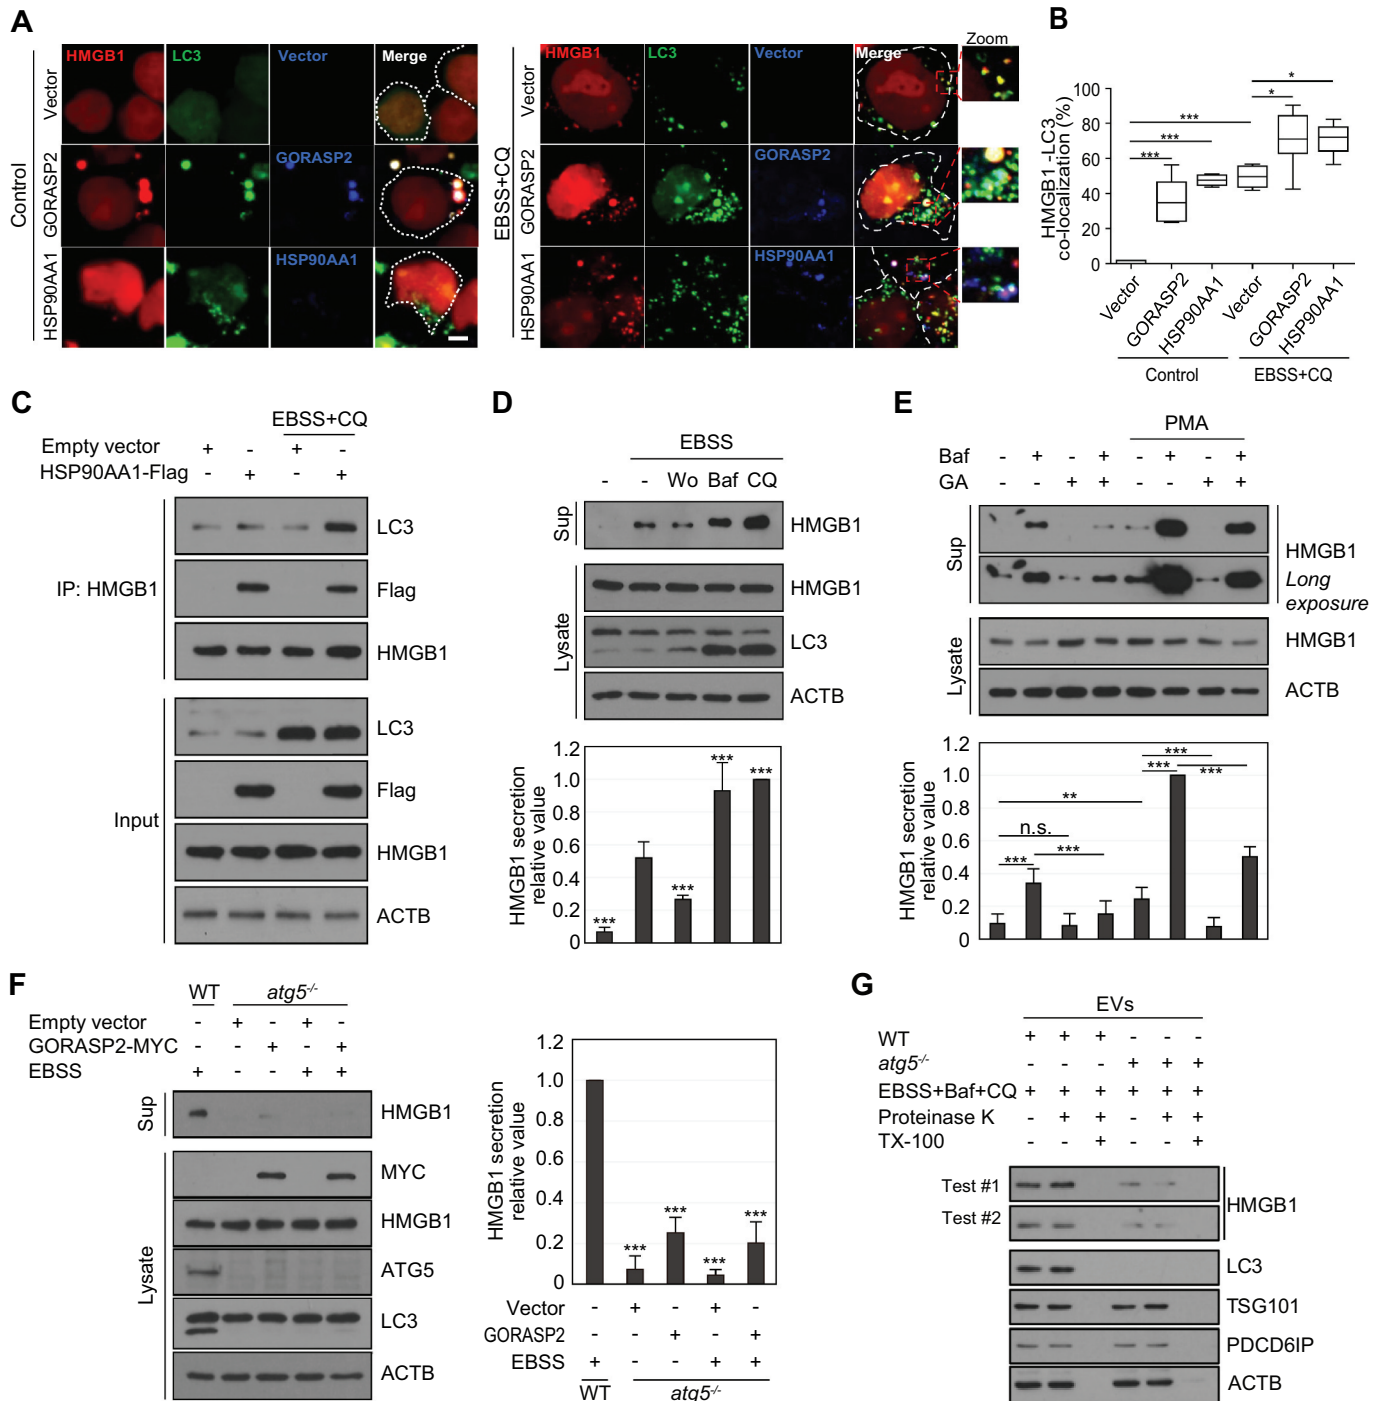 A
Control
HMGB1 LC3 Vector Merge
Vector
GORASP2
GORASP2
HSP90AA1
HSP90AA1
EBSS+CQ
HMGB1 LC3 Vector Merge Zoom
Vector
GORASP2
GORASP2
HSP90AA1
HSP90AA1
B
HMGB1 -LC3
co-localization (%)
100
80
60
40
20
0
*** *** *** * *
Vector GORASP2 HSP90AA1 Vector GORASP2 HSP90AA1
Control EBSS+CQ
C
EBSS+CQ
Empty vector + - + -
HSP90AA1-Flag - + - +
IP: HMGB1
LC3
Flag
HMGB1
Input
LC3
Flag
HMGB1
ACTB
D
EBSS
- - Wo Baf CQ
Sup
HMGB1
Lysate
HMGB1
LC3
ACTB
HMGB1 secretion
relative value
1.2
1.0
0.8
0.6
0.4
0.2
0
*** *** *** ***
E
PMA
Baf - + - + - + - +
GA - - + + - - + +
Sup
HMGB1
Long
exposure
Lysate
HMGB1
ACTB
HMGB1 secretion
relative value
1.2
1.0
0.8
0.6
0.4
0.2
0
*** n.s. *** ** *** *** ***
F
WT atg5-/-
Empty vector - + - + -
GORASP2-MYC - - + - +
EBSS + - - + +
Sup
HMGB1
Lysate
MYC
HMGB1
ATG5
LC3
ACTB
HMGB1 secretion
relative value
1.2
1.0
0.8
0.6
0.4
0.2
0
*** *** *** ***
Vector - + - + -
GORASP2 - - + - +
EBSS + - - + +
WT atg5-/-
G
EVs
WT + + + - - -
atg5-/- - - - + + +
EBSS+Baf+CQ + + + + + +
Proteinase K - + + - + +
TX-100 - - + - - +
Test #1
Test #2
HMGB1
LC3
TSG101
PDCD6IP
ACTB